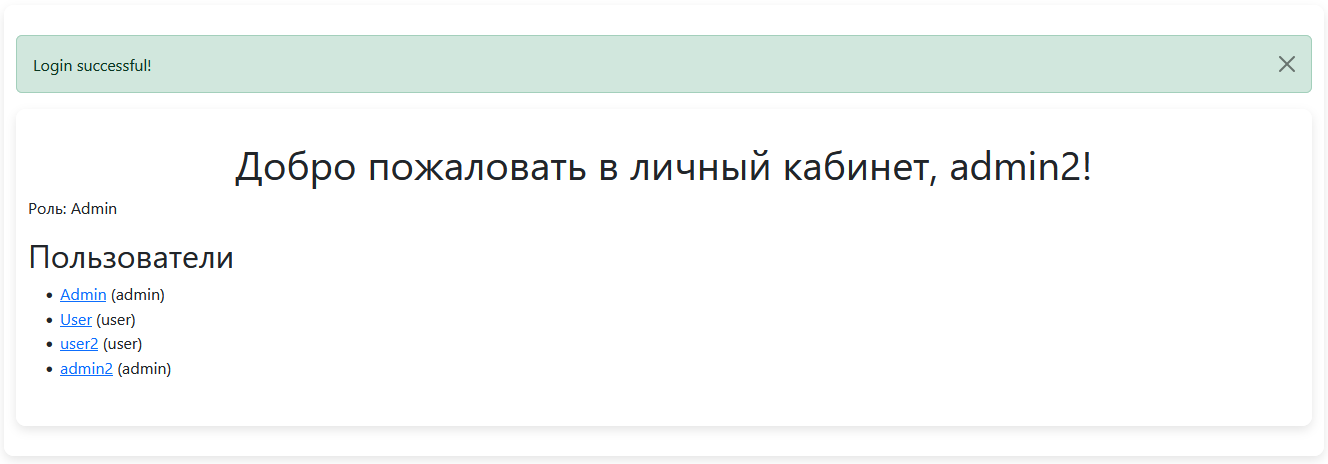 Login successful!
Добро пожаловать в личный кабинет, admin2!
Роль: Admin
Пользователи
Admin (admin)
User (user)
user2 (user)
admin2 (admin)